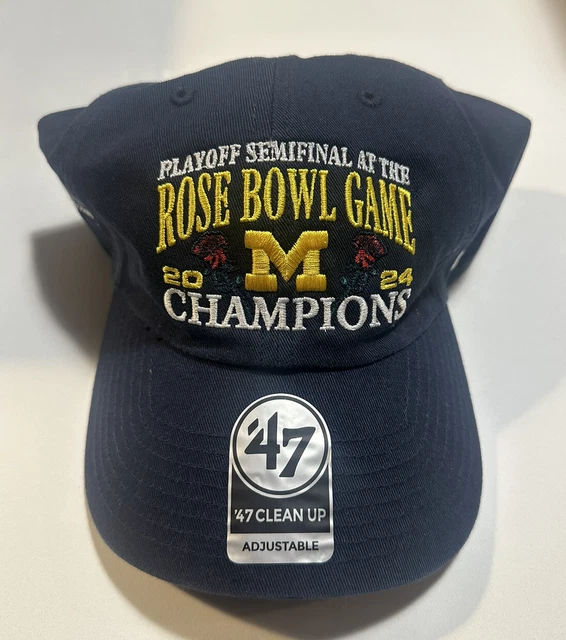 PLAYOFF SEMIFINAL AT THE
ROSE BOWL GAME
20 M 24
CHAMPIONS
'47
'47 CLEAN UP
ADJUSTABLE